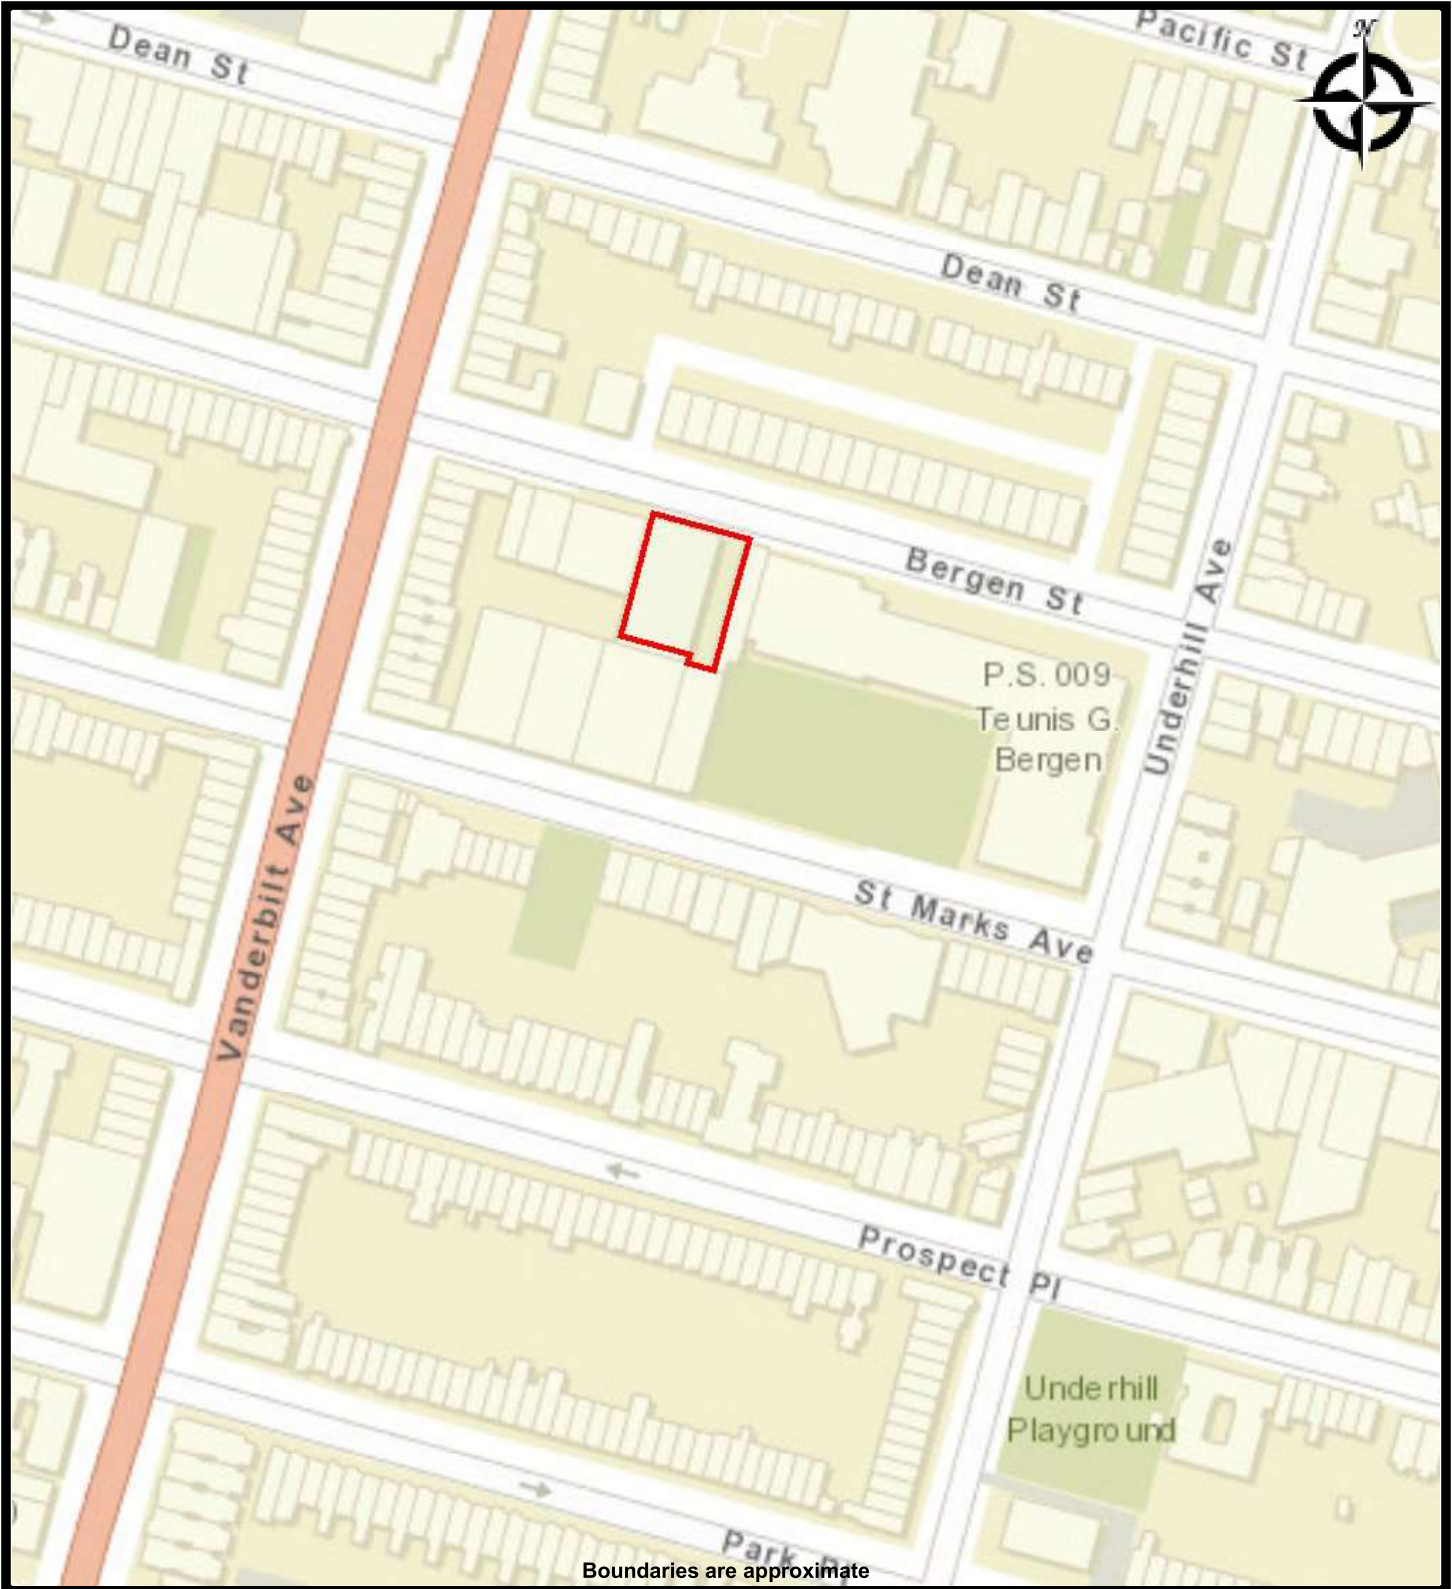 Pacific St
N
Dean St
Dean St
Bergen St
Underhill Ave
P.S. 009
Teunis G.
Bergen
Vanderbilt Ave
St Marks Ave
Prospect Pl
Underhill
Playground
Park Pl
Boundaries are approximate